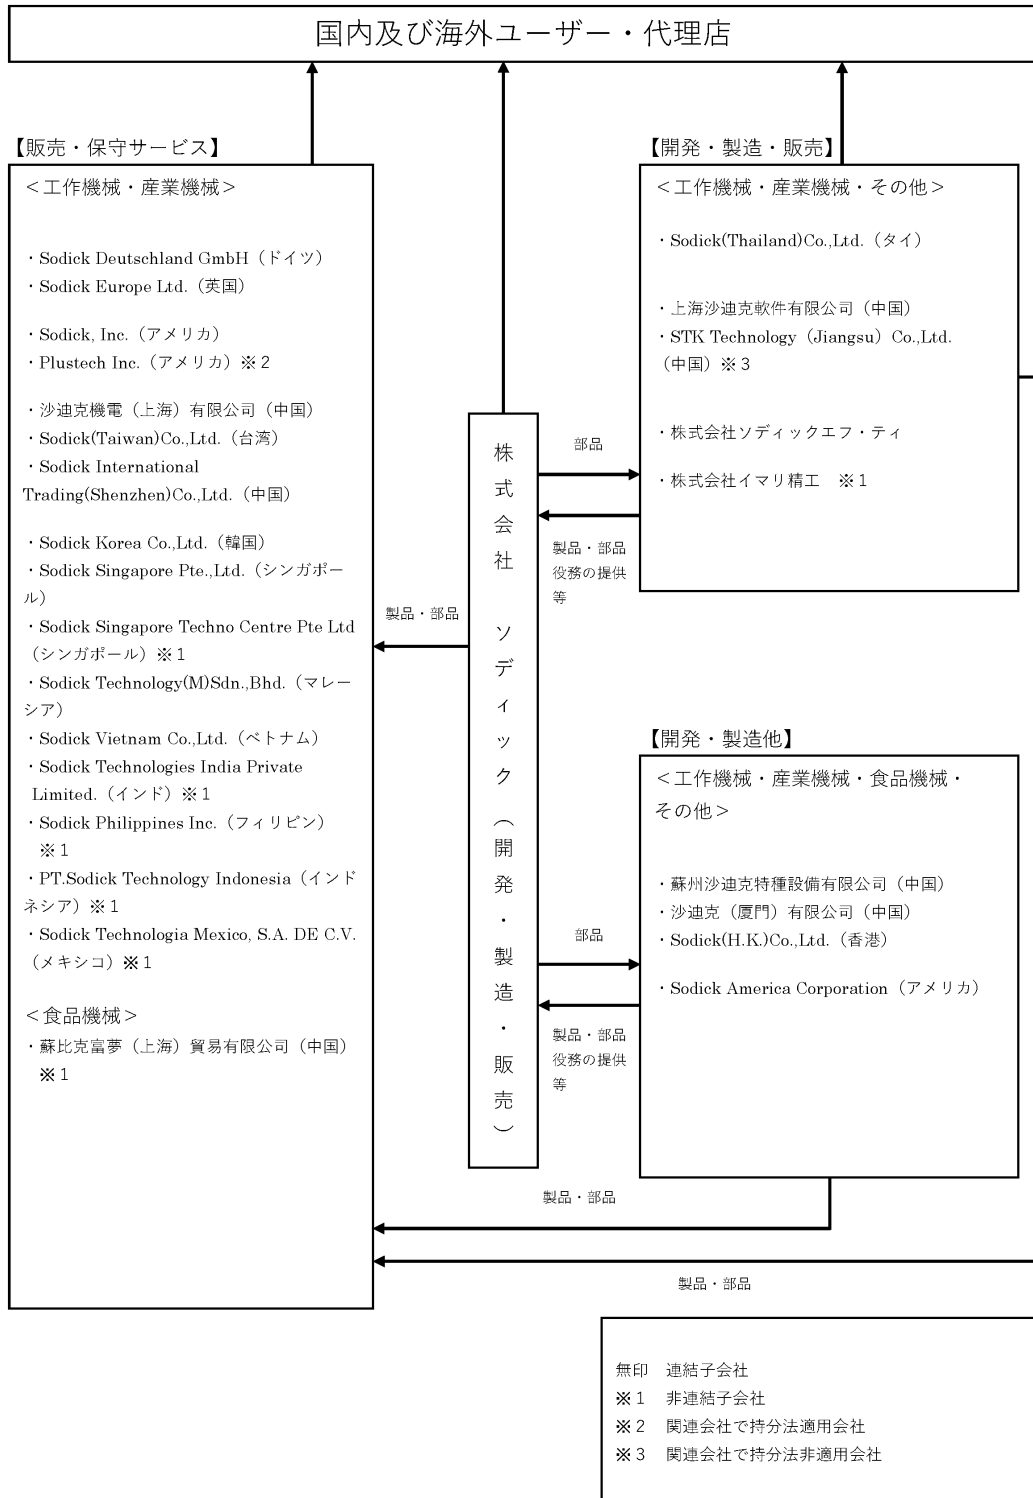 国内及び海外ユーザー・代理店
【販売・保守サービス】
＜工作機械・産業機械＞
・Sodick Deutschland GmbH（ドイツ）
・Sodick Europe Ltd.（英国）
・Sodick, Inc.（アメリカ）
・Plustech Inc.（アメリカ）※２
・沙迪克機電（上海）有限公司（中国）
・Sodick(Taiwan)Co.,Ltd.（台湾）
・Sodick International
Trading(Shenzhen)Co.,Ltd.（中国）
・Sodick Korea Co.,Ltd.（韓国）
・Sodick Singapore Pte.,Ltd.（シンガポー
ル）
・Sodick Singapore Techno Centre Pte Ltd
（シンガポール）※１
・Sodick Technology(M)Sdn.,Bhd.（マレー
シア）
・Sodick Vietnam Co.,Ltd.（ベトナム）
・Sodick Technologies India Private
Limited.（インド）※１
・Sodick Philippines Inc.（フィリピン）
※１
・PT.Sodick Technology Indonesia（インド
ネシア）※１
・Sodick Technologia Mexico, S.A. DE C.V.
（メキシコ）※１
＜食品機械＞
・蘇比克富夢（上海）貿易有限公司（中国）
※１
製品・部品
株式会社　ソディック（開発・製造・販売）
部品
製品・部品
役務の提供
等
部品
製品・部品
役務の提供
等
【開発・製造・販売】
＜工作機械・産業機械・その他＞
・Sodick(Thailand)Co.,Ltd.（タイ）
・上海沙迪克軟件有限公司（中国）
・STK Technology（Jiangsu）Co.,Ltd.
（中国）※３
・株式会社ソディックエフ・ティ
・株式会社イマリ精工　※１
【開発・製造他】
＜工作機械・産業機械・食品機械・
その他＞
・蘇州沙迪克特種設備有限公司（中国）
・沙迪克（厦門）有限公司（中国）
・Sodick(H.K.)Co.,Ltd.（香港）
・Sodick America Corporation（アメリカ）
製品・部品
製品・部品
無印　連結子会社
※１　非連結子会社
※２　関連会社で持分法適用会社
※３　関連会社で持分法非適用会社